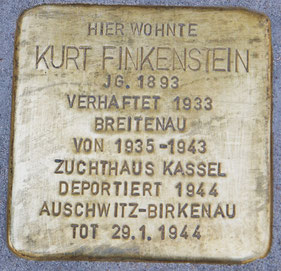 HIER WOHNTE
KURT FINKENSTEIN
JG. 1893
VERHAFTET 1933
BREITENAU
VON 1935-1943
ZUCHTHAUS KASSEL
DEPORTIERT 1944
AUSCHWITZ-BIRKENAU
TOT 29.1.1944